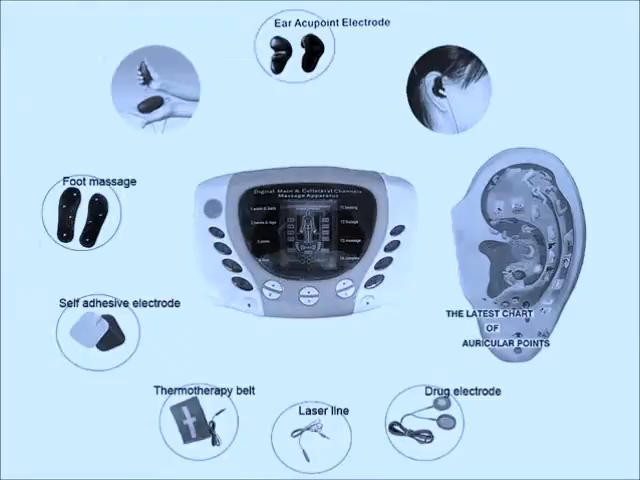 Ear Acupoint Electrode
Foot massage
Digital Main & Collateral Channels
Massage Apparatus
Self adhesive electrode
THE LATEST CHART
OF
AURICULAR POINTS
Thermotherapy belt
Laser line
Drug electrode